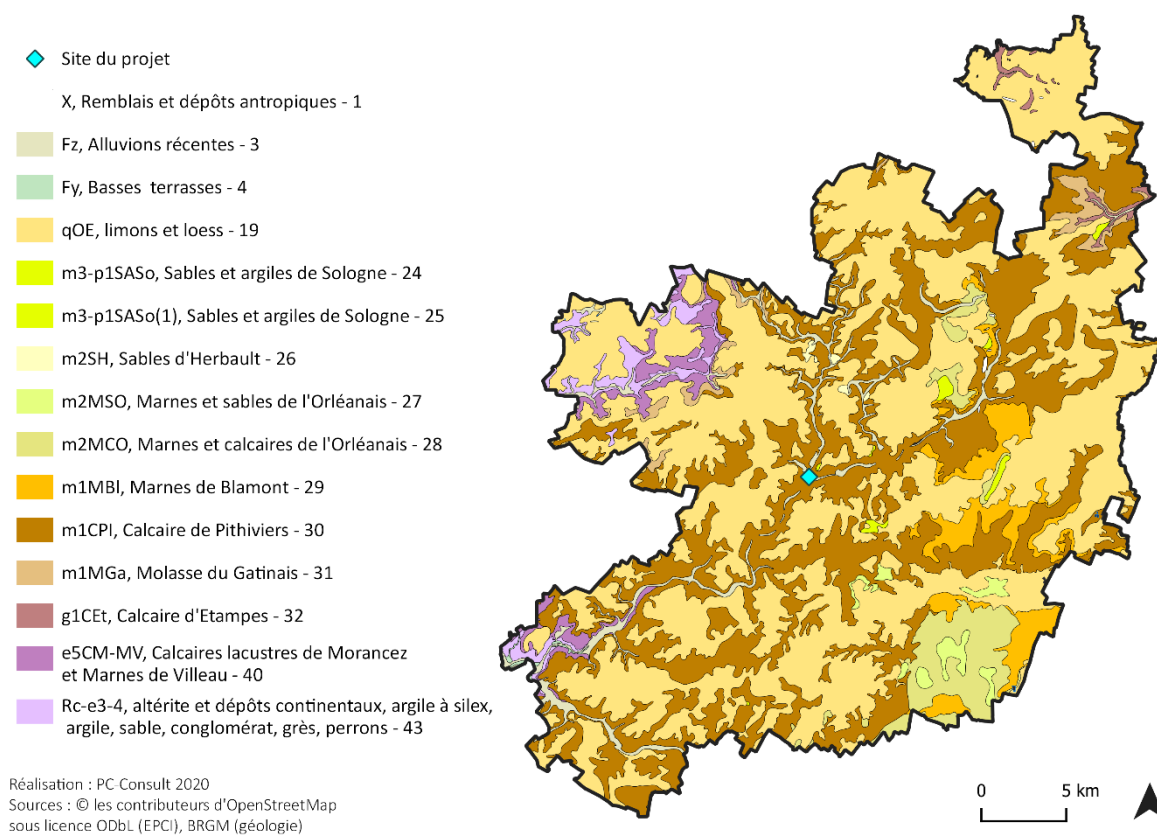 Site du projet
X, Remblais et dépôts antropiques - 1
Fz, Alluvions récentes - 3
Fy, Basses terrasses - 4
qOE, limons et loess - 19
m3-p1SASo, Sables et argiles de Sologne - 24
m3-p1SASo(1), Sables et argiles de Sologne - 25
m2SH, Sables d'Herbault - 26
m2MSO, Marnes et sables de l'Orléanais - 27
m2MCO, Marnes et calcaires de l'Orléanais - 28
m1MBl, Marnes de Blamont - 29
m1CPI, Calcaire de Pithiviers - 30
m1MGa, Molasse du Gatinais - 31
g1CEt, Calcaire d'Etampes - 32
e5CM-MV, Calcaires lacustres de Morancez
et Marnes de Villeau - 40
Rc-e3-4, altérite et dépôts continentaux, argile à silex,
argile, sable, conglomérat, grès, perrons - 43
Réalisation : PC-Consult 2020
Sources : © les contributeurs d'OpenStreetMap
sous licence ODbL (EPCI), BRGM (géologie)
0 5 km